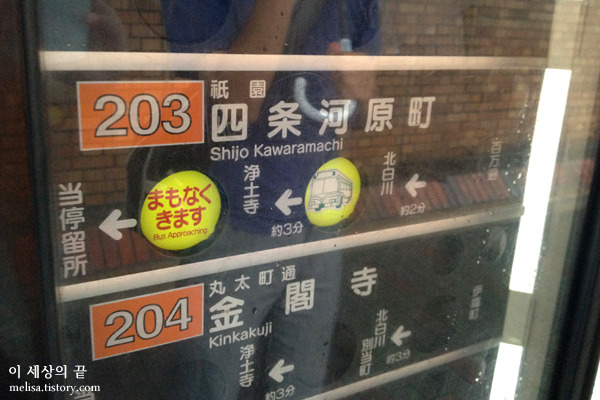 203
祇園
四条河原町
Shijo Kawaramachi
当停留所
まもなく
きます
Bus Approaching
浄土寺
約3分
北白川
約2分
百万遍
204
丸太町通
金閣寺
Kinkakuji
浄土寺
約3分
北白川
別当町
約3分
이 세상의 끝
melisa.tistory.com